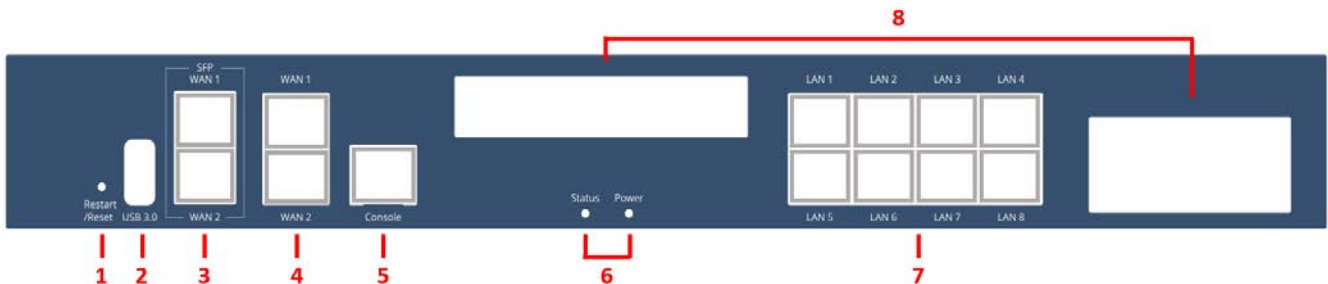 8
SFP
WAN 1
WAN 1
LAN 1
LAN 2
LAN 3
LAN 4
Restart
/Reset
USB 3.0
WAN 2
WAN 2
Console
Status
Power
LAN 5
LAN 6
LAN 7
LAN 8
1
2
3
4
5
6
7